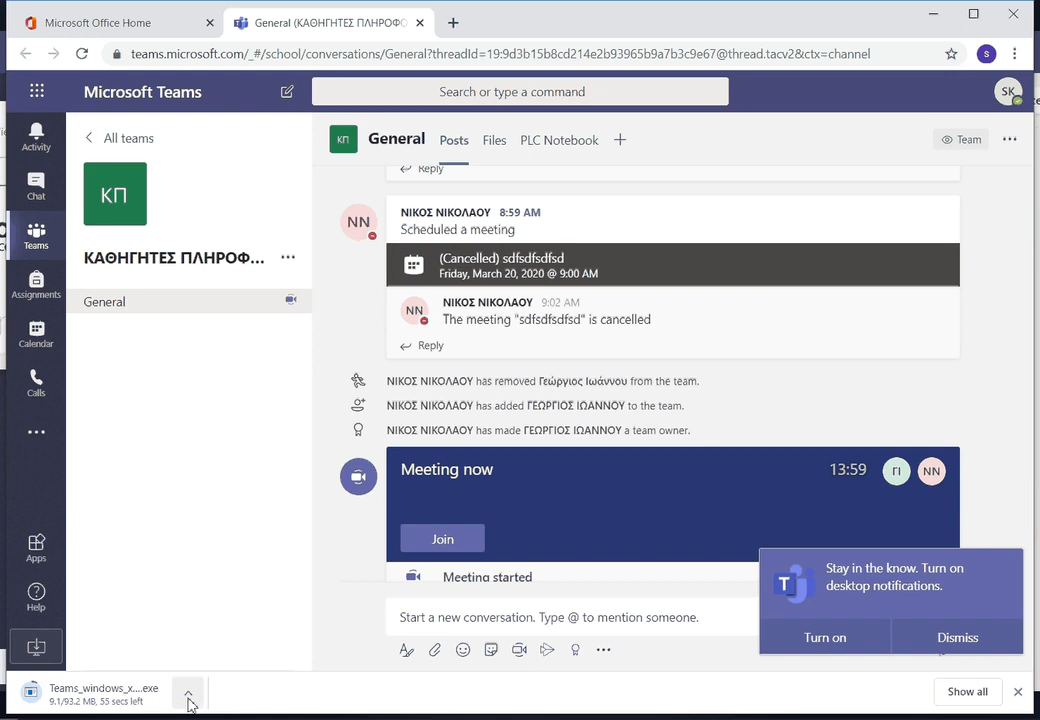 Microsoft Office Home
General (ΚΑΘΗΓΗΤΕΣ ΠΛΗΡΟΦΟ
teams.microsoft.com/_#/school/conversations/General?threadId=19:9d3b15b8cd214e2b93965b9a7b3c9e67@thread.tacv2&ctx=channel
S
Microsoft Teams
Search or type a command
SK
Activity
Chat
Teams
Assignments
Calendar
Calls
Apps
Help
All teams
ΚΠ
ΚΑΘΗΓΗΤΕΣ ΠΛΗΡΟΦ...
General
ΚΠ
General
Posts
Files
PLC Notebook
Team
Reply
NN
ΝΙΚΟΣ ΝΙΚΟΛΑΟΥ 8:59 AM
Scheduled a meeting
(Cancelled) sdfsdfsdfsd
Friday, March 20, 2020 @ 9:00 AM
NN
ΝΙΚΟΣ ΝΙΚΟΛΑΟΥ 9:02 AM
The meeting "sdfsdfsdfsd" is cancelled
Reply
ΝΙΚΟΣ ΝΙΚΟΛΑΟΥ has removed Γεώργιος Ιωάννου from the team.
ΝΙΚΟΣ ΝΙΚΟΛΑΟΥ has added ΓΕΩΡΓΙΟΣ ΙΩΑΝΝΟΥ to the team.
ΝΙΚΟΣ ΝΙΚΟΛΑΟΥ has made ΓΕΩΡΓΙΟΣ ΙΩΑΝΝΟΥ a team owner.
Meeting now
13:59
ΓΙ
NN
Join
Meeting started
Start a new conversation. Type @ to mention someone.
T
Stay in the know. Turn on
desktop notifications.
Turn on
Dismiss
Teams_windows_x....exe
9.1/93.2 MB, 55 secs left
Show all